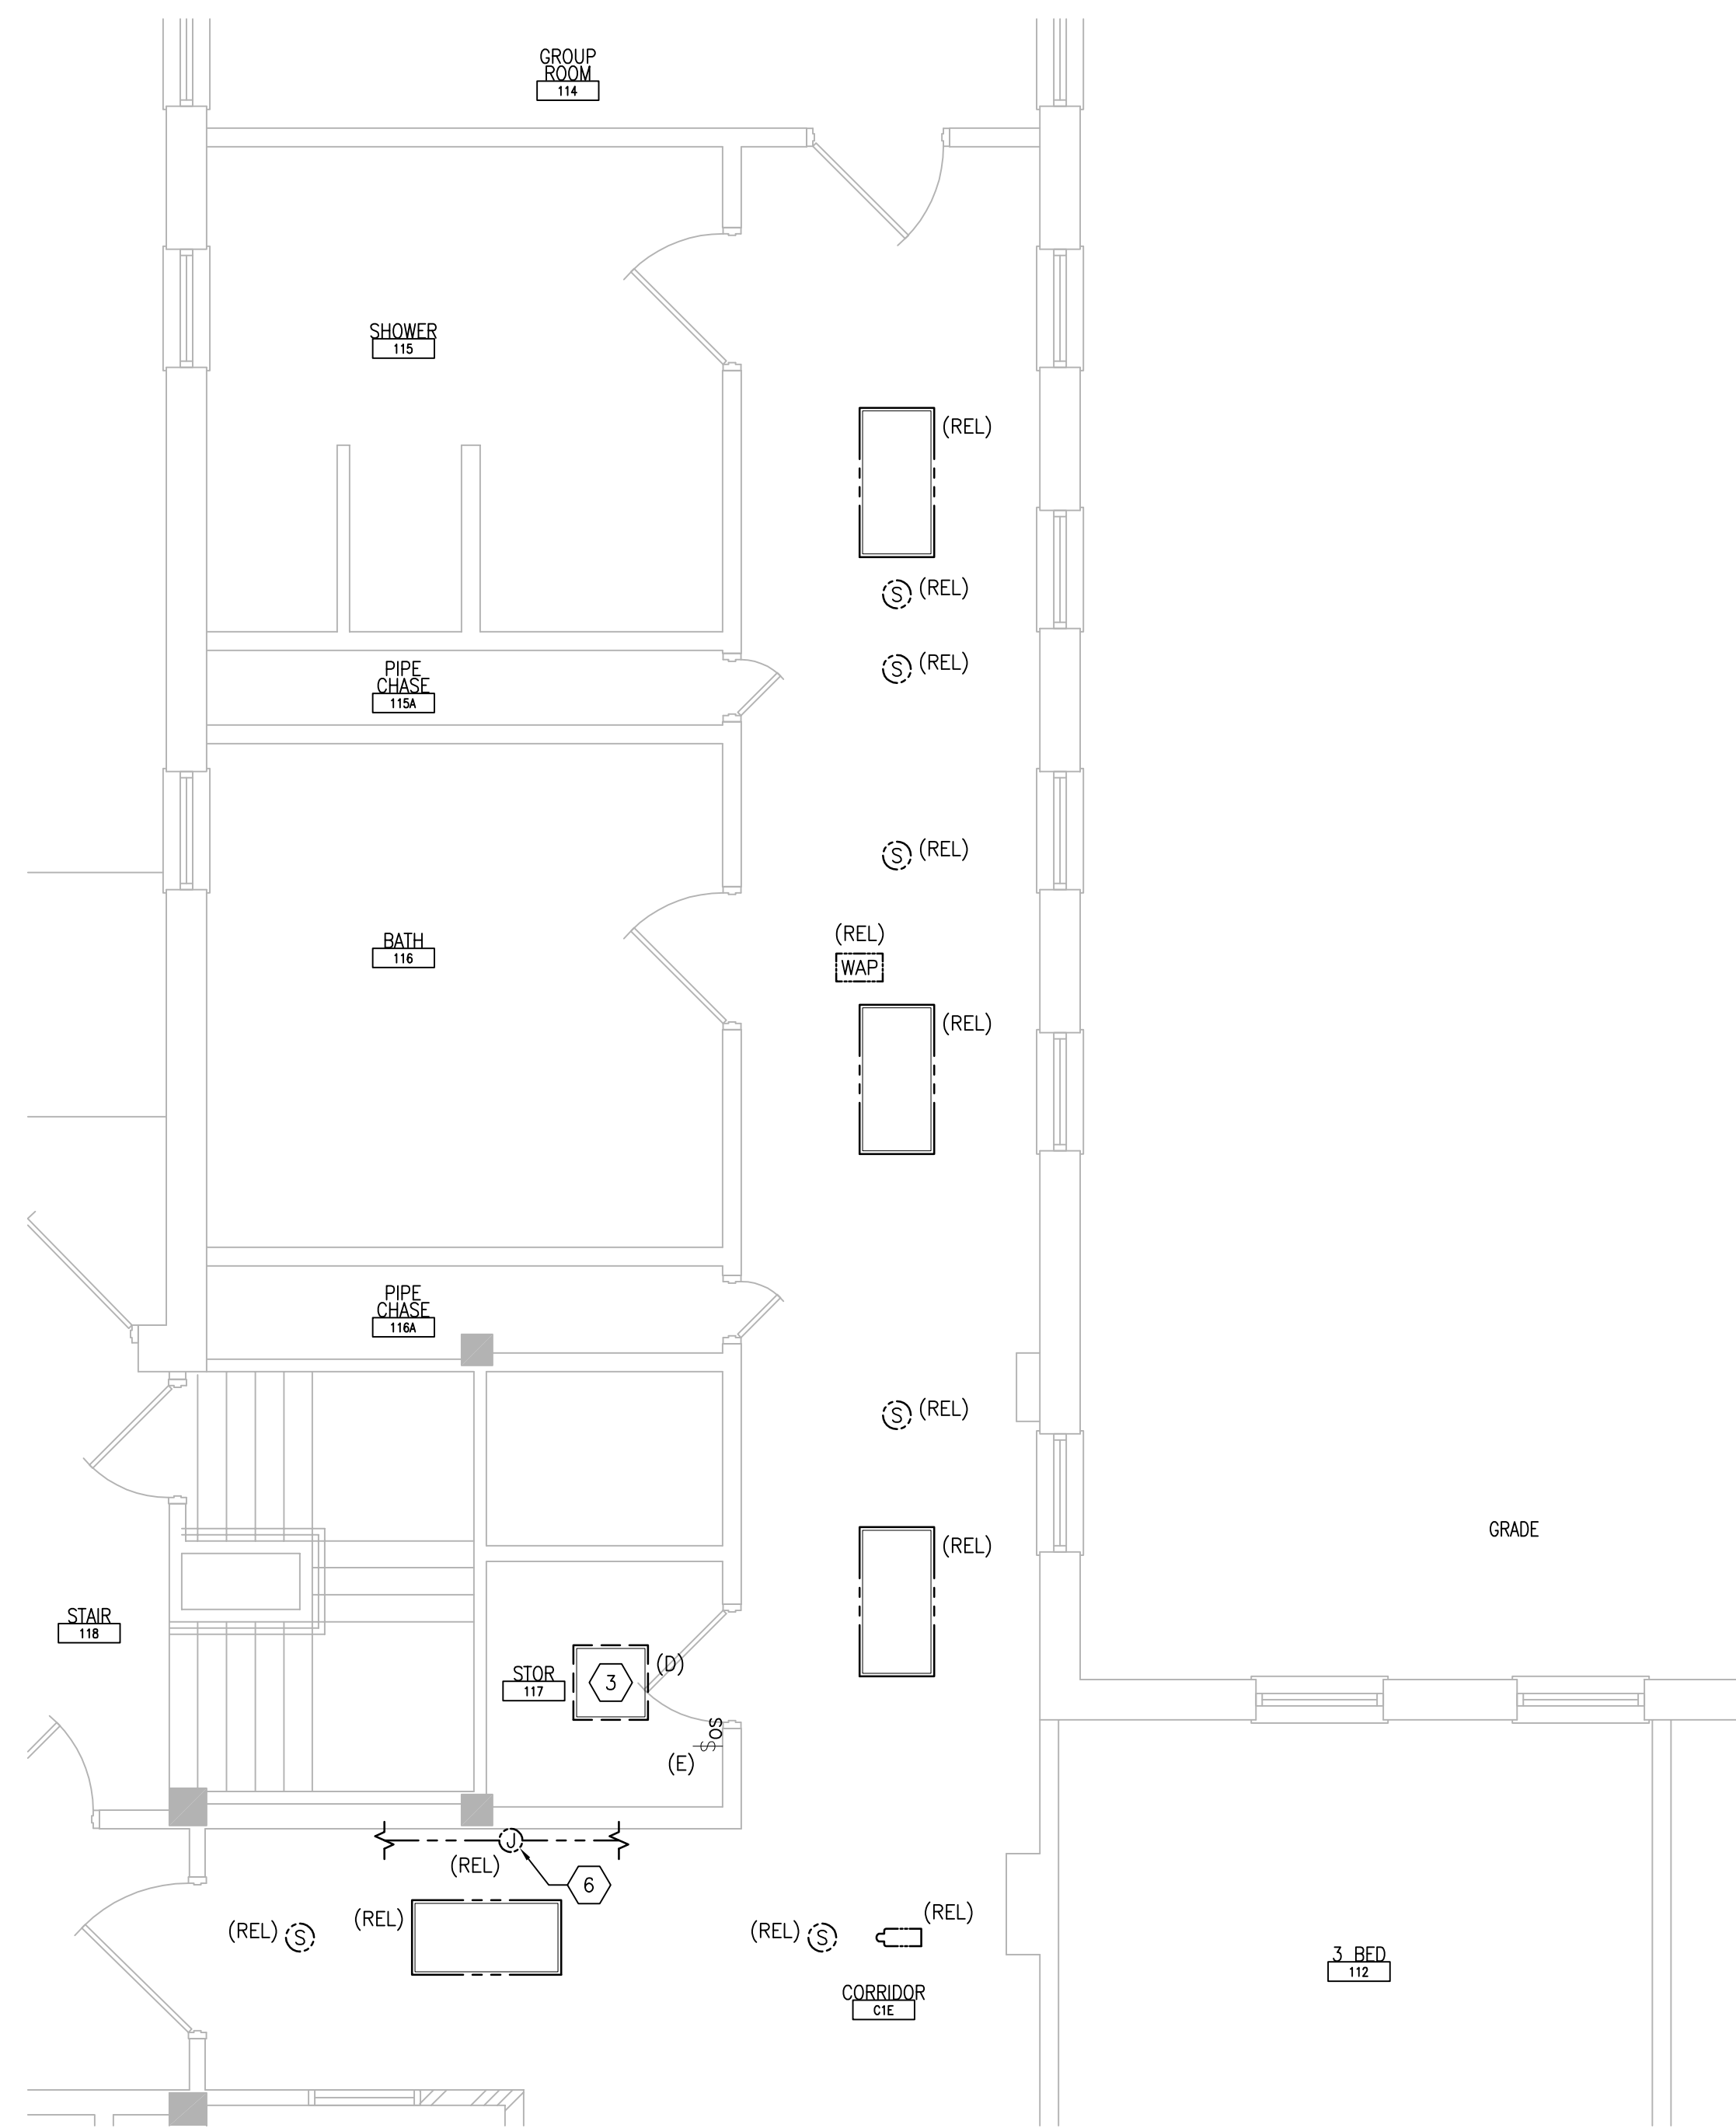 GROUP
ROOM
114
SHOWER
115
(REL)
S (REL)
PIPE
CHASE
115A
S (REL)
S (REL)
BATH
116
(REL)
WAP
(REL)
PIPE
CHASE
116A
S (REL)
GRADE
(REL)
STAIR
118
STOR
117
3
(D)
SOS
(E)
J
(REL)
6
(REL)
(REL) S
(REL) S
(REL)
3 BED
112
CORRIDOR
C1E